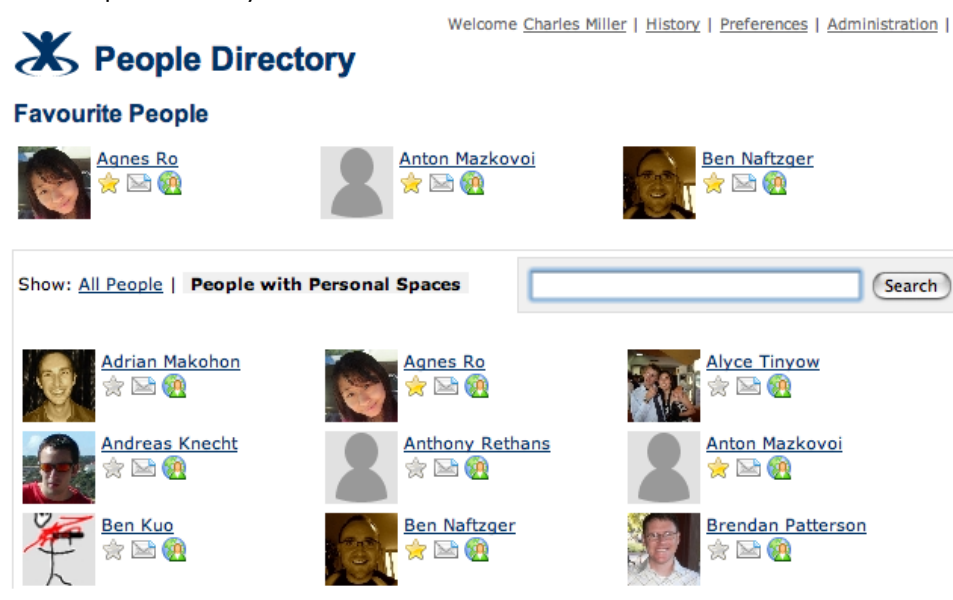 Welcome Charles Miller | History | Preferences | Administration |
People Directory
Favourite People
Agnes Ro
Anton Mazkovoi
Ben Naftzger
Show: All People | People with Personal Spaces
Search
Adrian Makohon
Agnes Ro
Alyce Tinyow
Andreas Knecht
Anthony Rethans
Anton Mazkovoi
Ben Kuo
Ben Naftzger
Brendan Patterson